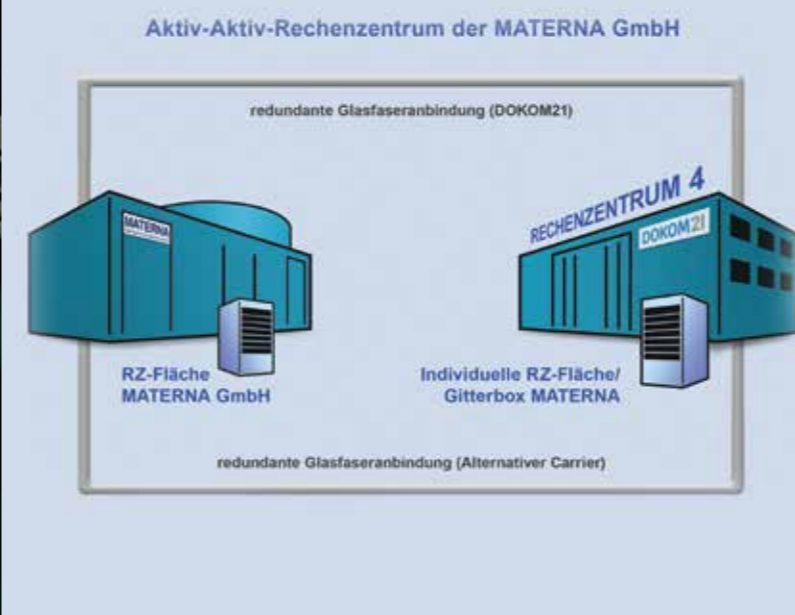 Aktiv-Aktiv-Rechenzentrum der MATERNA GmbH
redundante Glasfaseranbindung (DOKOM21)
MATERNA
RECHENZENTRUM 4
DOKOM21
RZ-Fläche
MATERNA GmbH
Individuelle RZ-Fläche/
Gitterbox MATERNA
redundante Glasfaseranbindung (Alternativer Carrier)